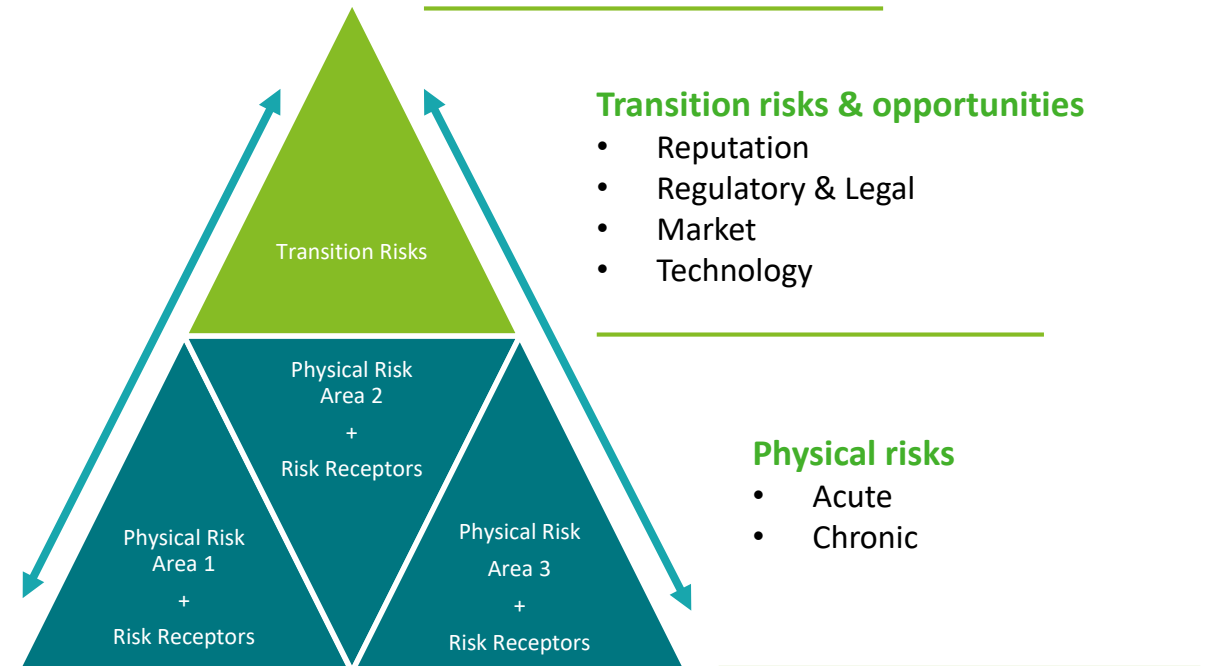 Transition Risks
Physical Risk
Area 2
+
Risk Receptors
Physical Risk
Area 1
+
Risk Receptors
Physical Risk
Area 3
+
Risk Receptors
Transition risks & opportunities
• Reputation
• Regulatory & Legal
• Market
• Technology
Physical risks
• Acute
• Chronic